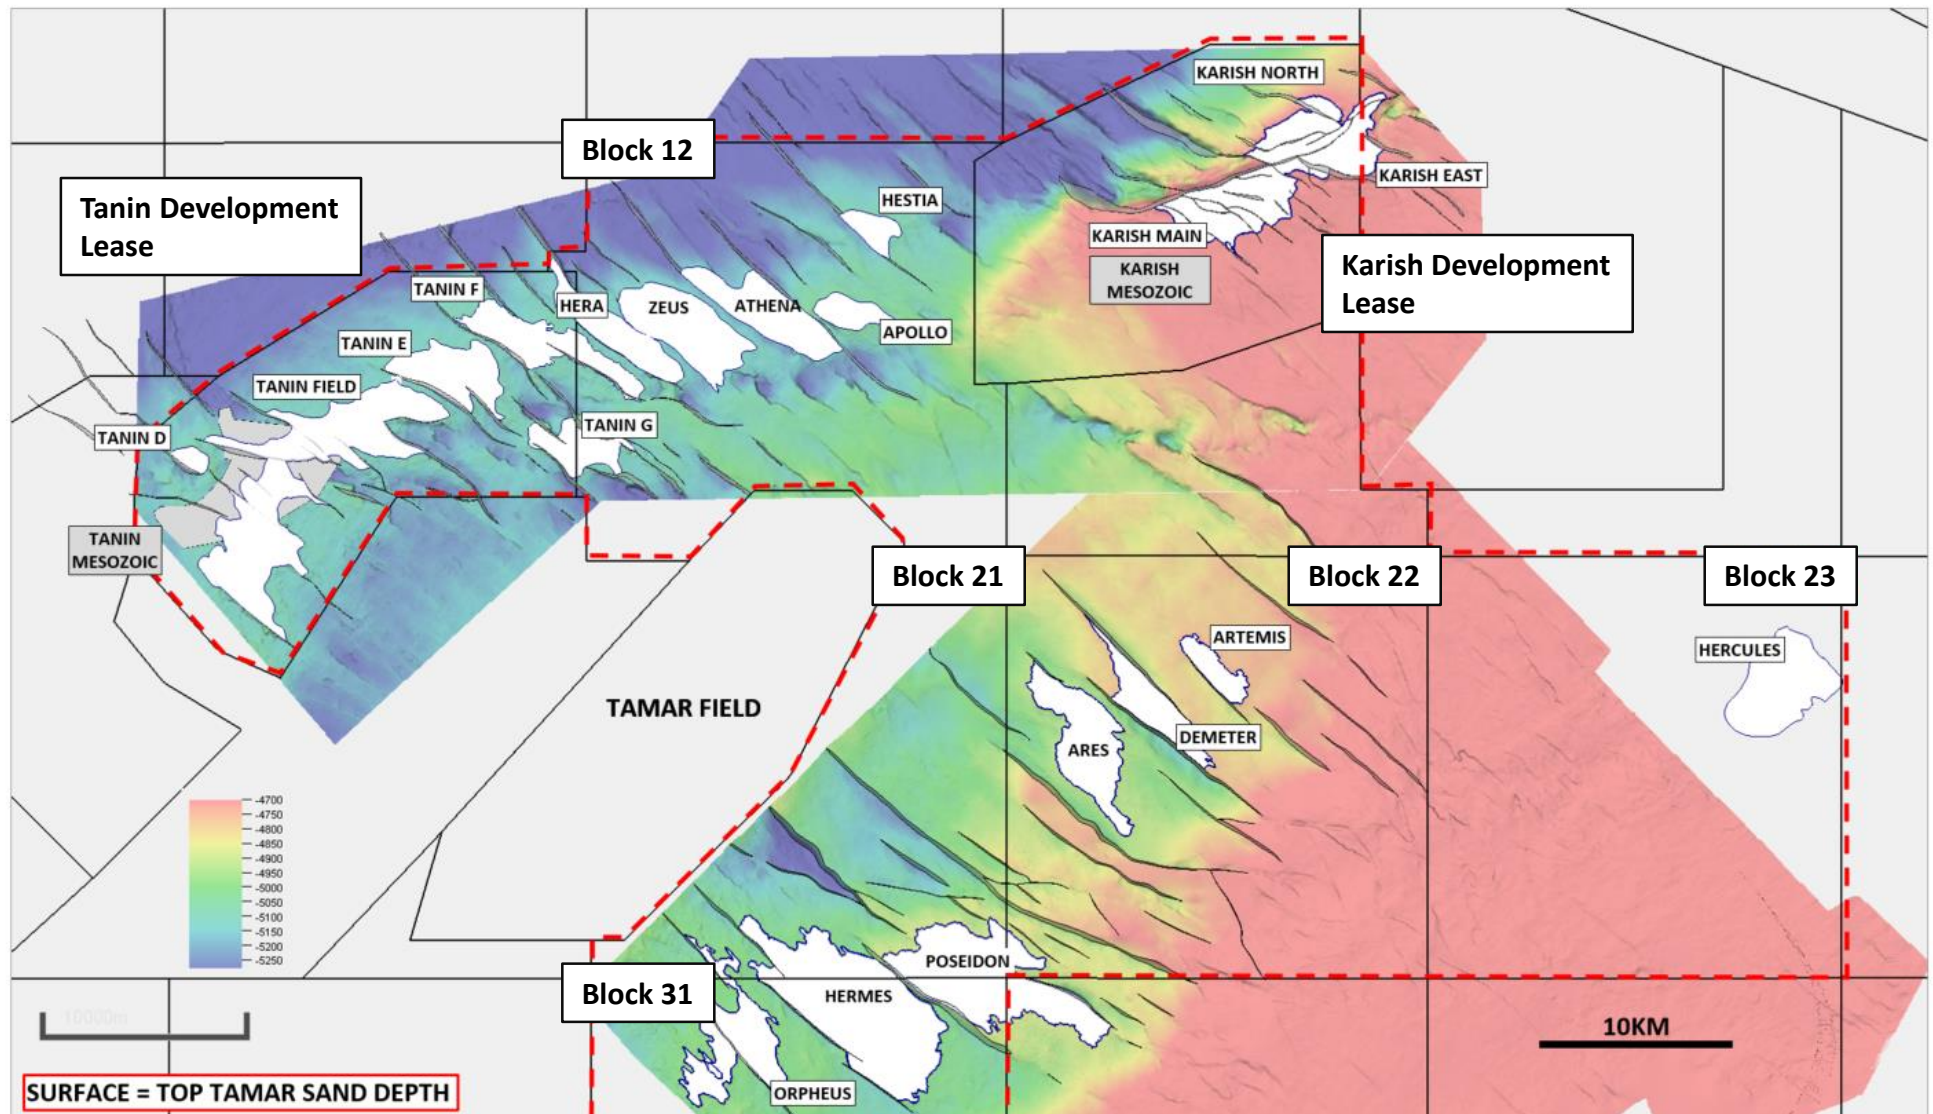 KARISH NORTH
Block 12
KARISH EAST
Tanin Development
Lease
HESTIA
KARISH MAIN
KARISH
MESOZOIC
Karish Development
Lease
TANIN F
HERA
ZEUS
ATHENA
APOLLO
TANIN E
TANIN FIELD
TANIN G
TANIN D
TANIN
MESOZOIC
Block 21
Block 22
Block 23
ARTEMIS
HERCULES
TAMAR FIELD
DEMETER
ARES
-4700
-4750
-4800
-4850
-4900
-4950
-5000
-5050
-5100
-5150
-5200
-5250
POSEIDON
Block 31
HERMES
10000m
10KM
SURFACE = TOP TAMAR SAND DEPTH
ORPHEUS